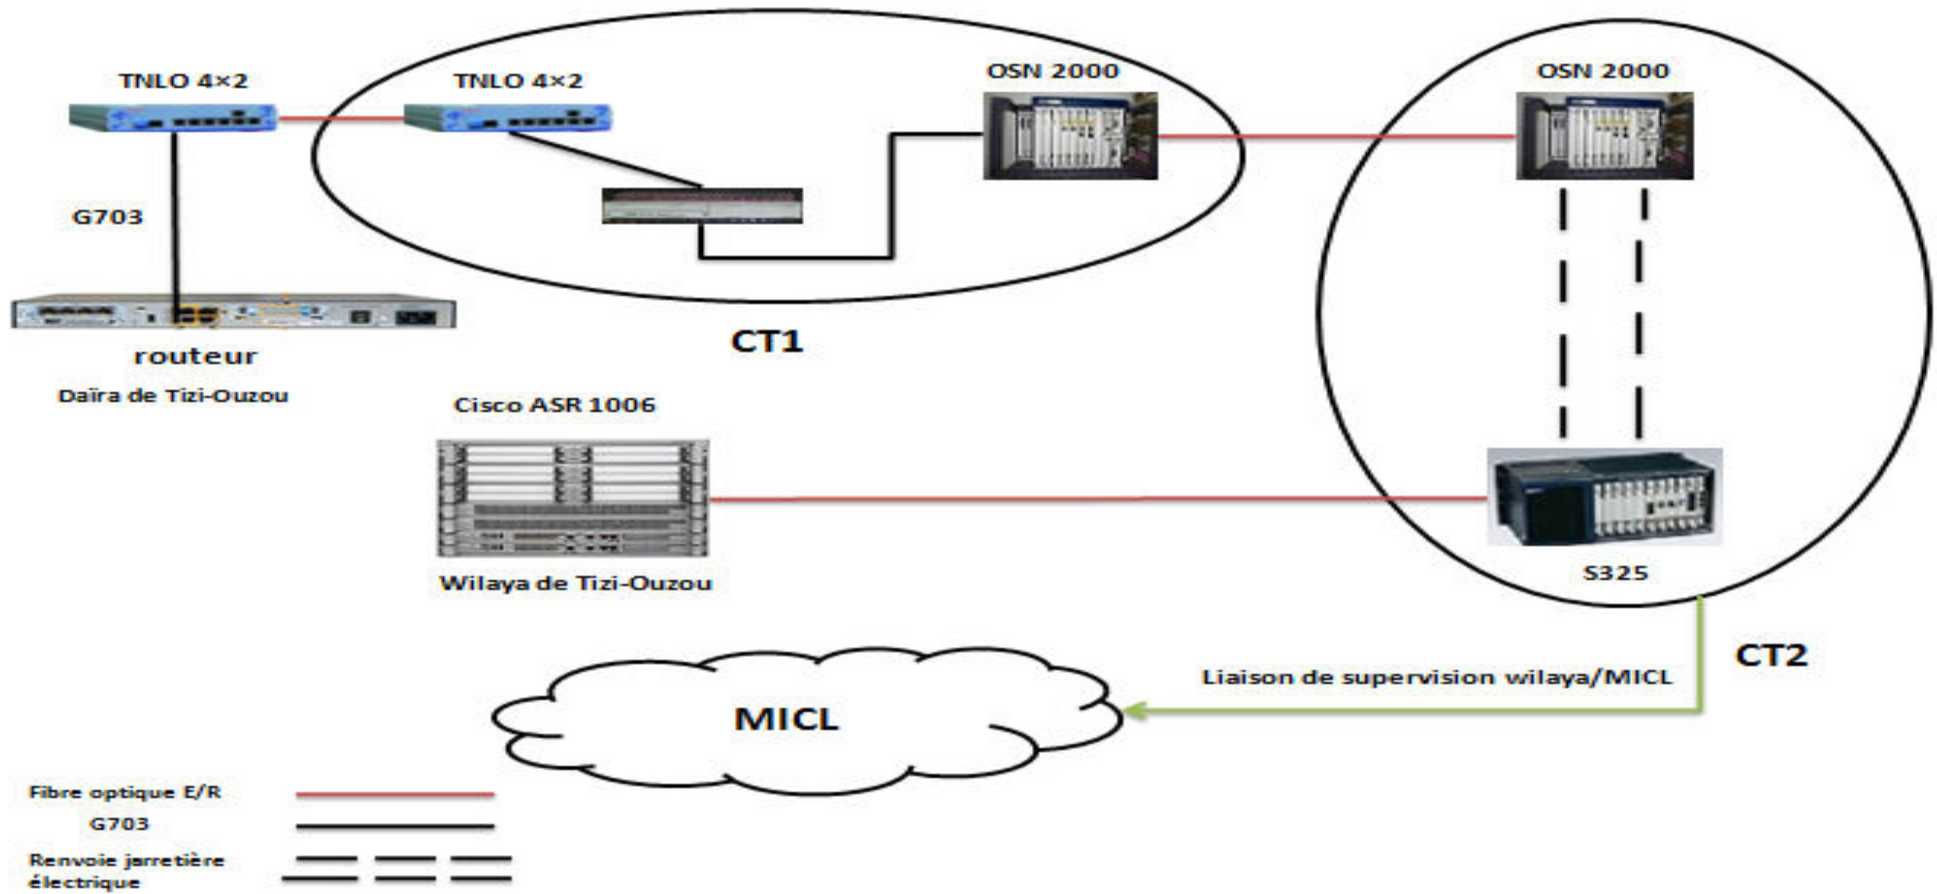 TNLO 4×2
TNLO 4×2
OSN 2000
OSN 2000
G703
routeur
Daïra de Tizi-Ouzou
CT1
Cisco ASR 1006
Wilaya de Tizi-Ouzou
S325
CT2
Liaison de supervision wilaya/MICL
MICL
Fibre optique E/R
G703
Renvoie jarretière
électrique